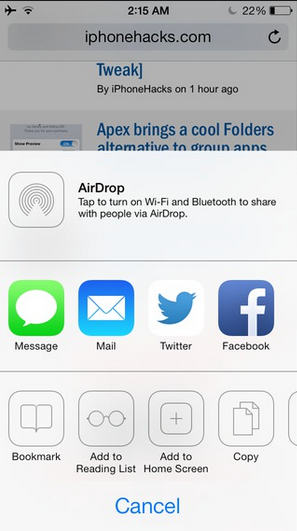 2:15 AM
22%
iphonehacks.com
Tweak]
By iPhoneHacks on 1 hour ago
Apex brings a cool Folders
alternative to group apps
Show Preview
AirDrop
Tap to turn on Wi-Fi and Bluetooth to share
with people via AirDrop.
Message
Mail
Twitter
Facebook
Bookmark
Add to
Reading List
Add to
Home Screen
Copy
Cancel